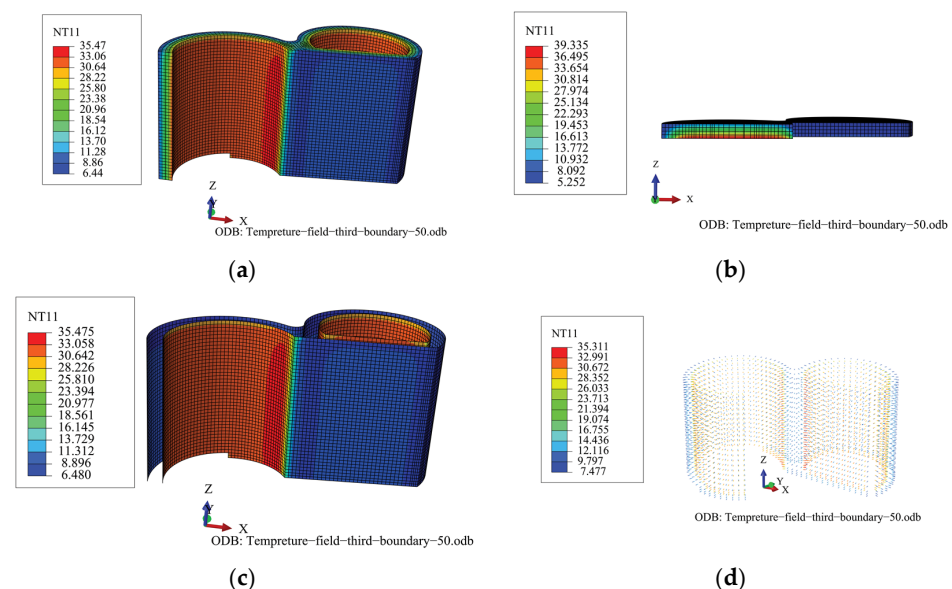 NT11
35.47
33.06
30.64
28.22
25.80
23.38
20.96
18.54
16.12
13.70
11.28
8.86
6.44
Z
Y
X
ODB: Tempreture-field-third-boundary-50.odb
(a)
NT11
39.335
36.495
33.654
30.814
27.974
25.134
22.293
19.453
16.613
13.772
10.932
8.092
5.252
Z
Y
X
ODB: Tempreture-field-third-boundary-50.odb
(b)
NT11
35.475
33.058
30.642
28.226
25.810
23.394
20.977
18.561
16.145
13.729
11.312
8.896
6.480
Z
Y
X
ODB: Tempreture-field-third-boundary-50.odb
(c)
NT11
35.311
32.991
30.672
28.352
26.033
23.713
21.394
19.074
16.755
14.436
12.116
9.797
7.477
Z
Y
X
ODB: Tempreture-field-third-boundary-50.odb
(d)